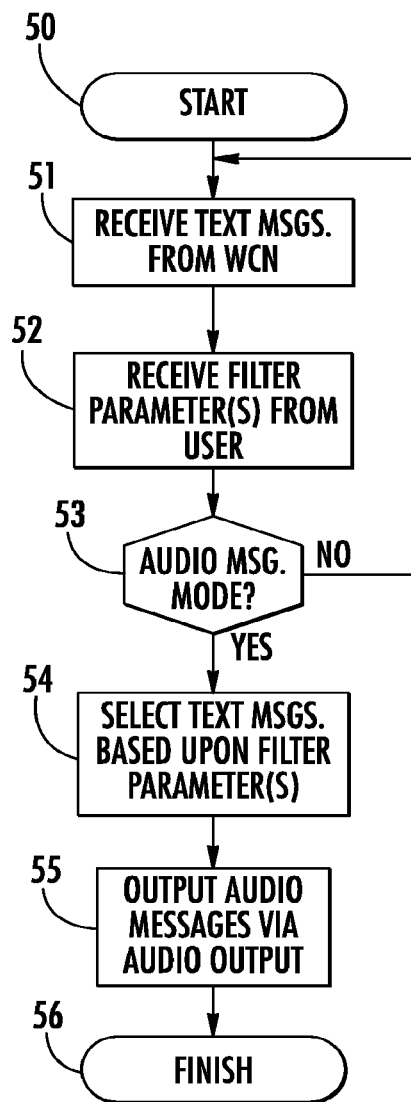 50
START
51
RECEIVE TEXT MSGS.
FROM WCN
52
RECEIVE FILTER
PARAMETER(S) FROM
USER
53
AUDIO MSG.
MODE?
NO
YES
54
SELECT TEXT MSGS.
BASED UPON FILTER
PARAMETER(S)
55
OUTPUT AUDIO
MESSAGES VIA
AUDIO OUTPUT
56
FINISH